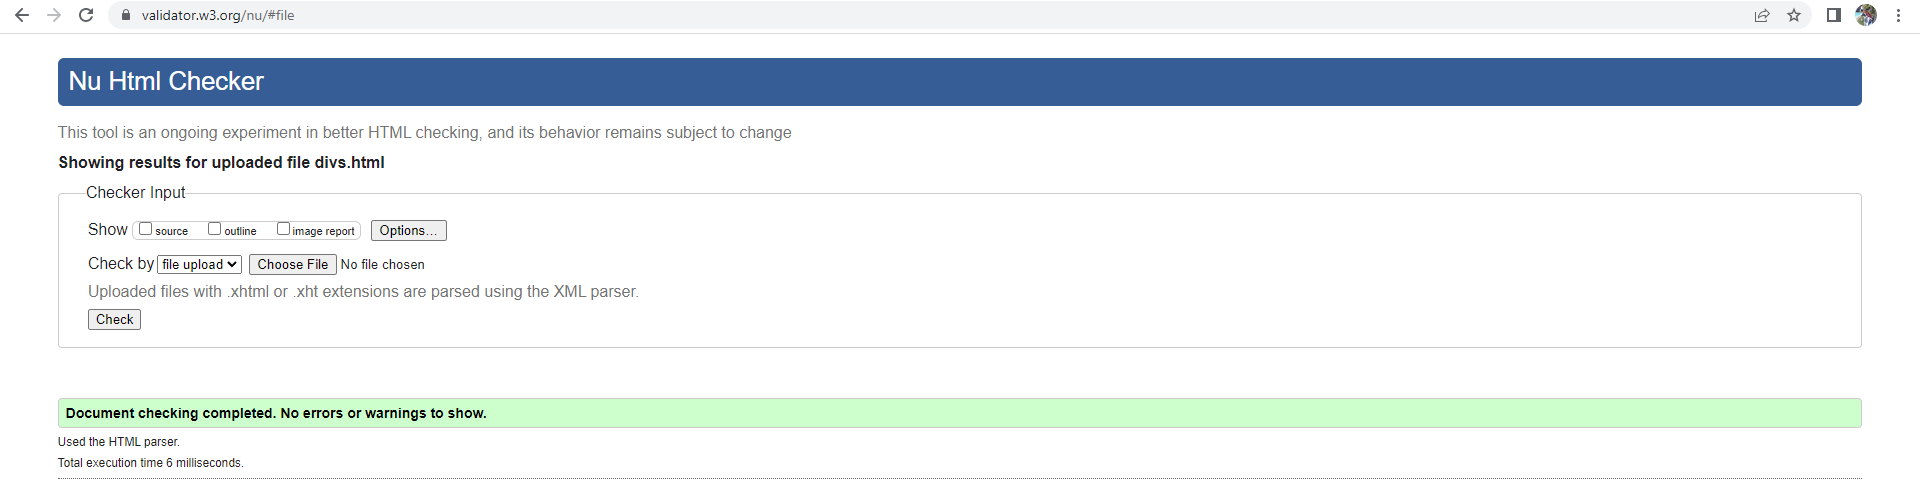 validator.w3.org/nu/#file
Nu Html Checker
This tool is an ongoing experiment in better HTML checking, and its behavior remains subject to change
Showing results for uploaded file divs.html
Checker Input
Show source outline image report Options...
Check by file upload Choose File No file chosen
Uploaded files with .xhtml or .xht extensions are parsed using the XML parser.
Check
Document checking completed. No errors or warnings to show.
Used the HTML parser.
Total execution time 6 milliseconds.